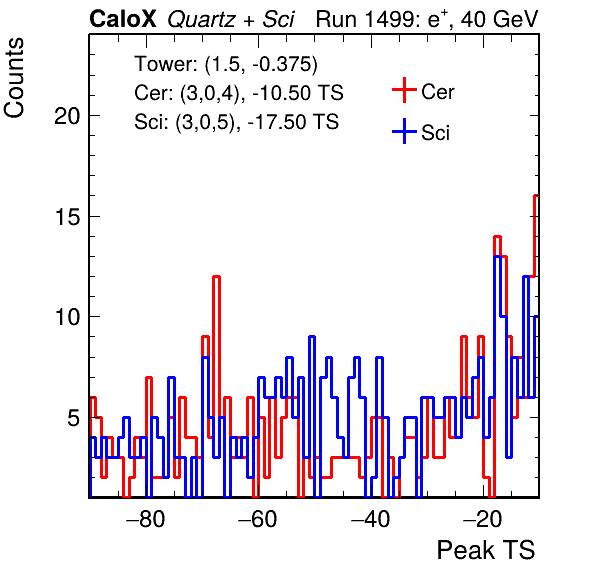 CaloX Quartz + Sci Run 1499: e⁺, 40 GeV
Counts
Tower: (1.5, -0.375)
Cer: (3,0,4), -10.50 TS
Sci: (3,0,5), -17.50 TS
Cer
Sci
20
15
10
5
−80 −60 −40 −20
Peak TS